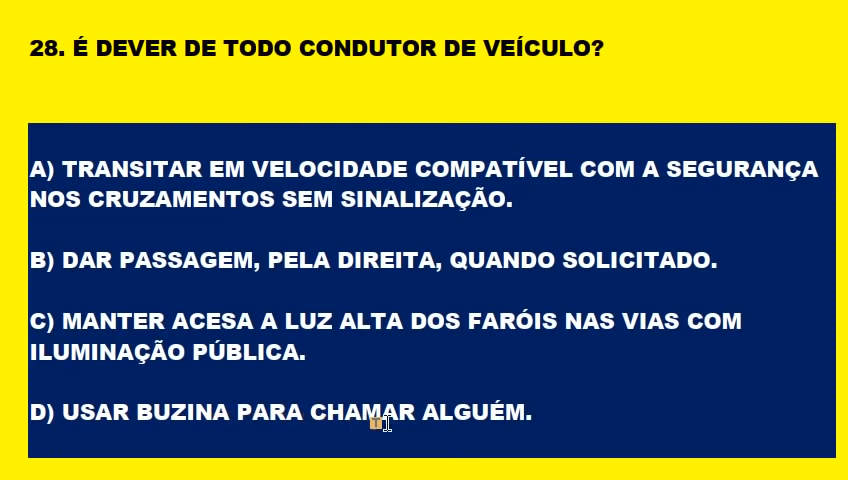 28. É DEVER DE TODO CONDUTOR DE VEÍCULO?
A) TRANSITAR EM VELOCIDADE COMPATÍVEL COM A SEGURANÇA
NOS CRUZAMENTOS SEM SINALIZAÇÃO.
B) DAR PASSAGEM, PELA DIREITA, QUANDO SOLICITADO.
C) MANTER ACESA A LUZ ALTA DOS FARÓIS NAS VIAS COM
ILUMINAÇÃO PÚBLICA.
D) USAR BUZINA PARA CHAMAR ALGUÉM.